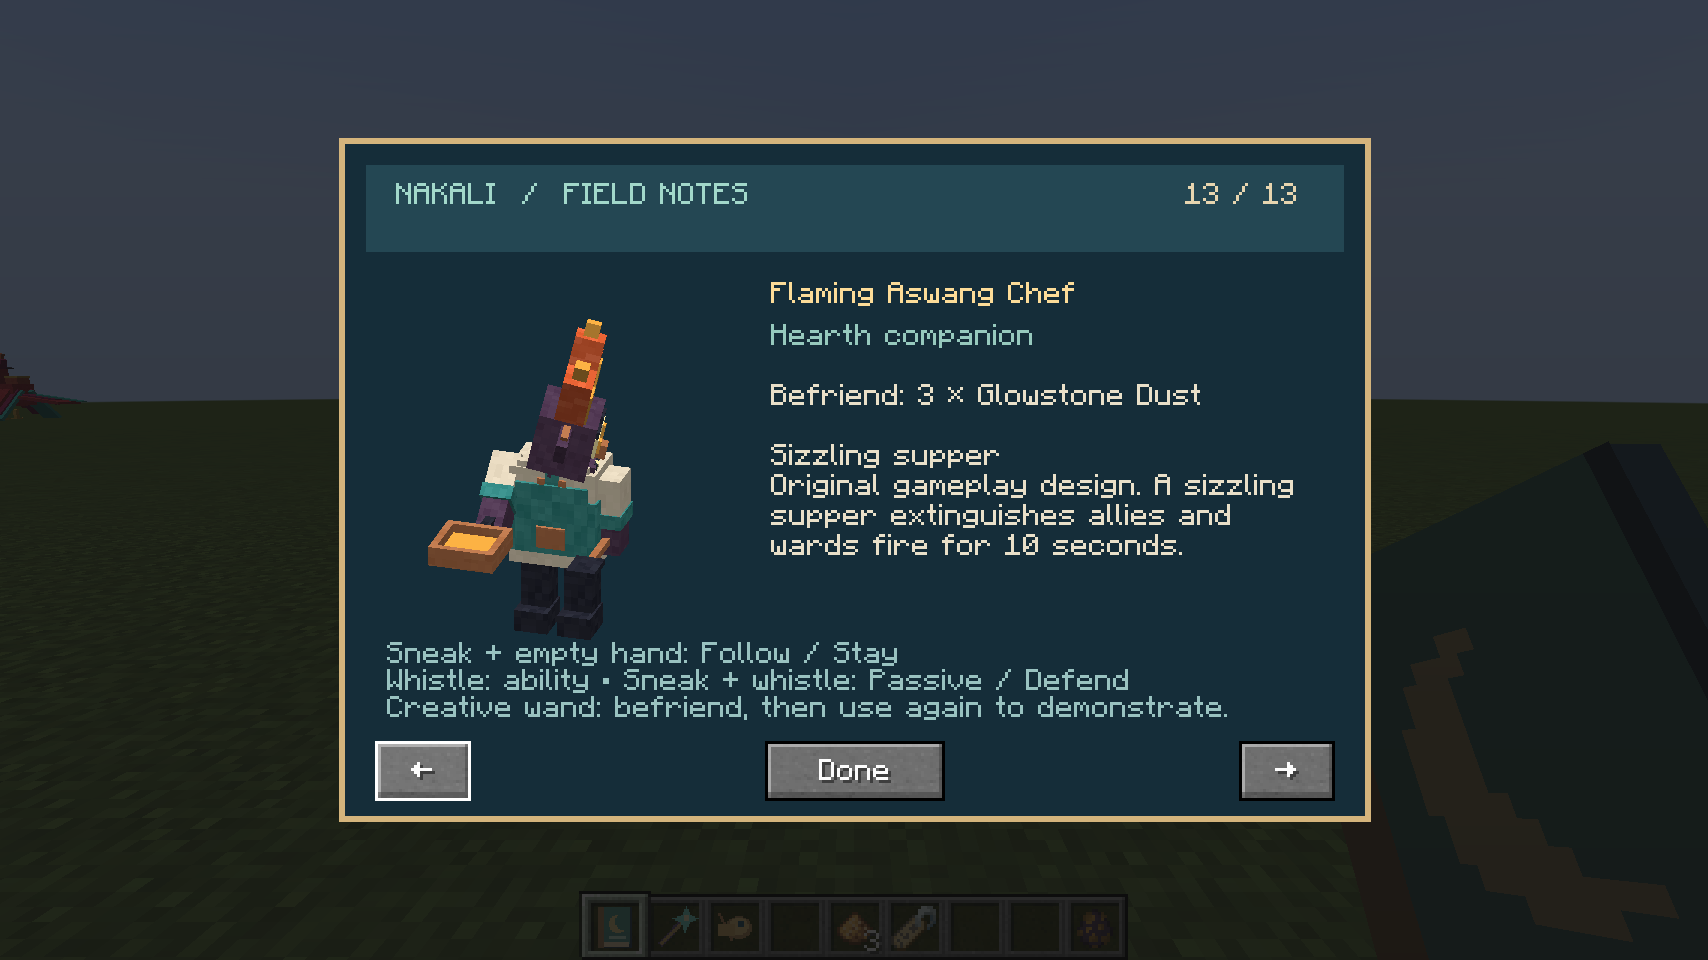 NAKALI / FIELD NOTES
13 / 13
Flaming Aswang Chef
Hearth companion
Befriend: 3 × Glowstone Dust
Sizzling supper
Original gameplay design. A sizzling
supper extinguishes allies and
wards fire for 10 seconds.
Sneak + empty hand: Follow / Stay
Whistle: ability • Sneak + whistle: Passive / Defend
Creative wand: befriend, then use again to demonstrate.
←
Done
→
3